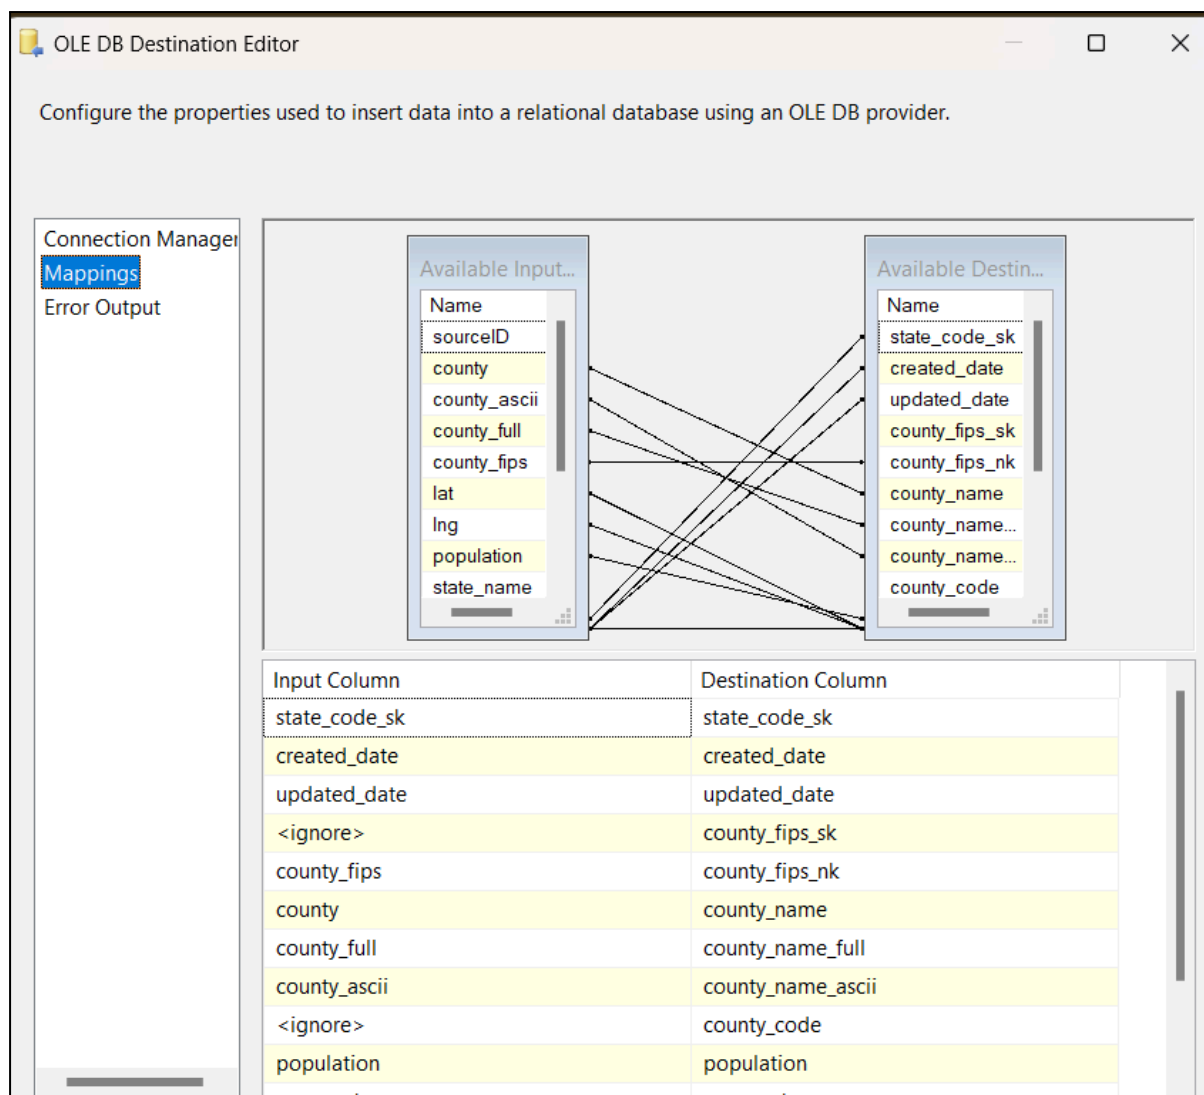 OLE DB Destination Editor
Configure the properties used to insert data into a relational database using an OLE DB provider.
Connection Manager
Mappings
Error Output
Available Input...
Name
sourceID
county
county_ascii
county_full
county_fips
lat
lng
population
state_name
Available Destin...
Name
state_code_sk
created_date
updated_date
county_fips_sk
county_fips_nk
county_name
county_name...
county_name...
county_code
Input Column Destination Column
state_code_sk state_code_sk
created_date created_date
updated_date updated_date
<ignore> county_fips_sk
county_fips county_fips_nk
county county_name
county_full county_name_full
county_ascii county_name_ascii
<ignore> county_code
population population